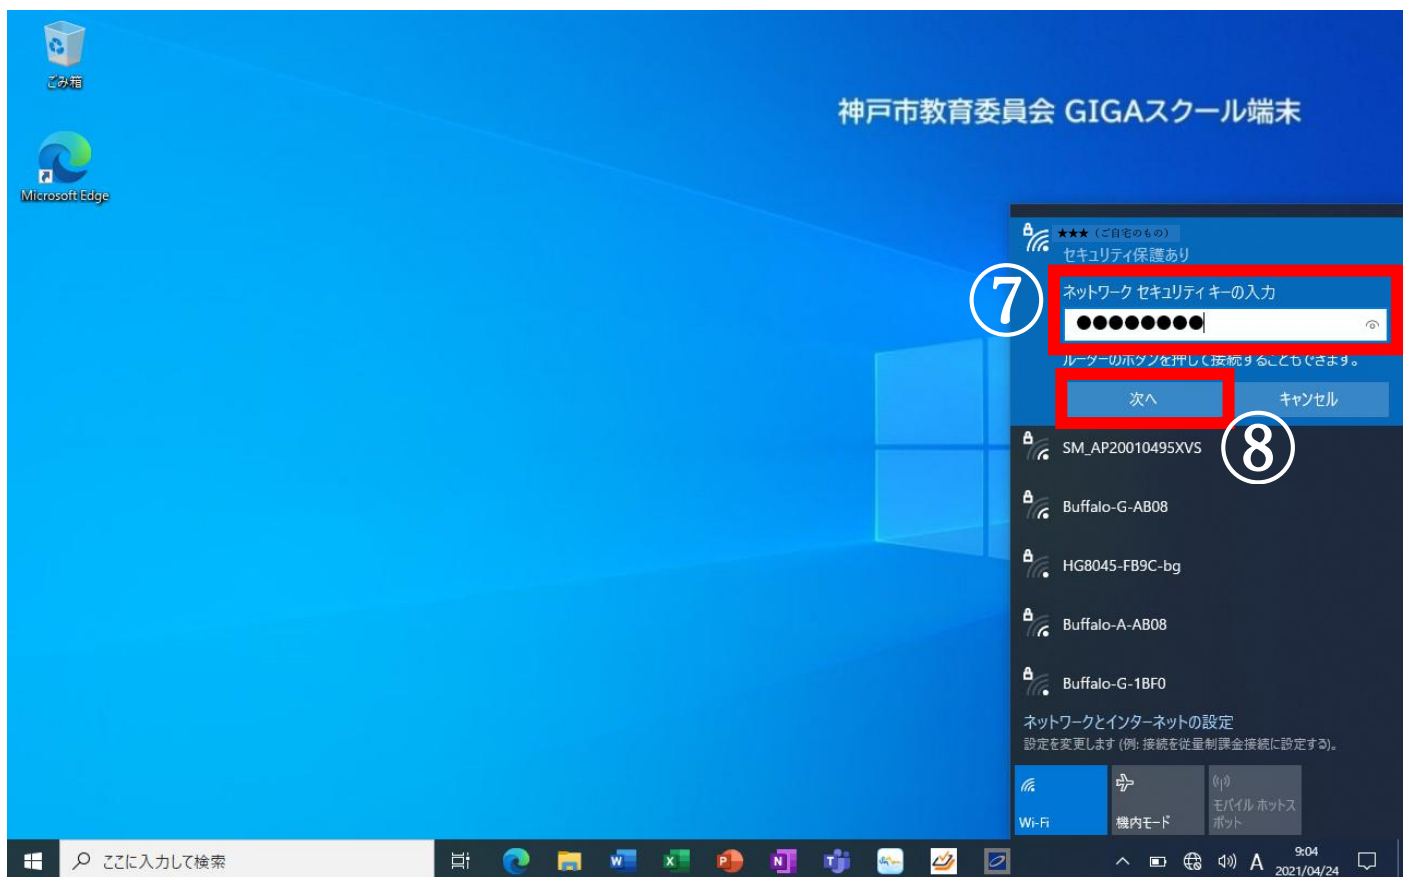 ごみ箱
神戸市教育委員会 GIGAスクール端末
Microsoft Edge
★★★（ご自宅のもの）
セキュリティ保護あり
⑦
ネットワーク セキュリティ キーの入力
●●●●●●●●
ルーターのボタンを押して接続することもできます。
次へ
キャンセル
⑧
SM_AP20010495XVS
Buffalo-G-AB08
HG8045-FB9C-bg
Buffalo-A-AB08
Buffalo-G-1BF0
ネットワークとインターネットの設定
設定を変更します (例: 接続を従量制課金接続に設定する)。
Wi-Fi
機内モード
モバイル ホットス
ポット
ここに入力して検索
A
9:04
2021/04/24